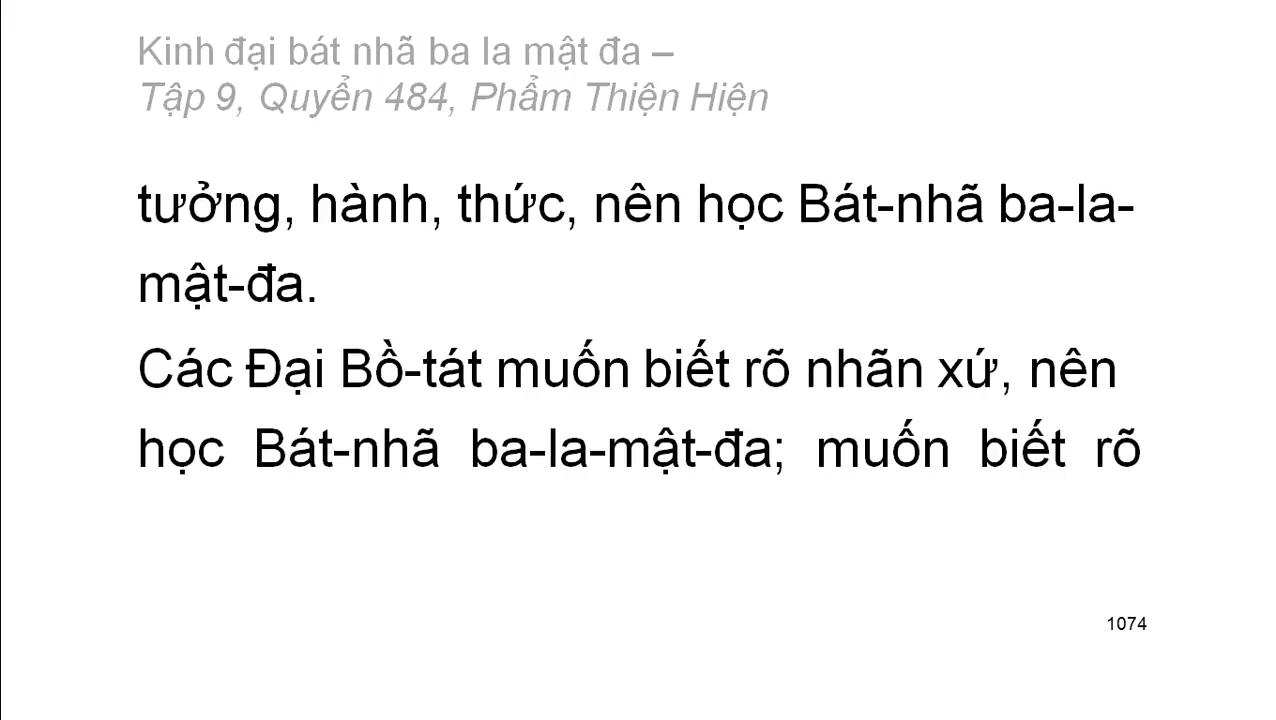 Kinh đại bát nhã ba la mật đa –
Tập 9, Quyển 484, Phẩm Thiện Hiện
tưởng, hành, thức, nên học Bát-nhã ba-la-
mật-đa.
Các Đại Bồ-tát muốn biết rõ nhãn xứ, nên
học Bát-nhã ba-la-mật-đa; muốn biết rõ
1074